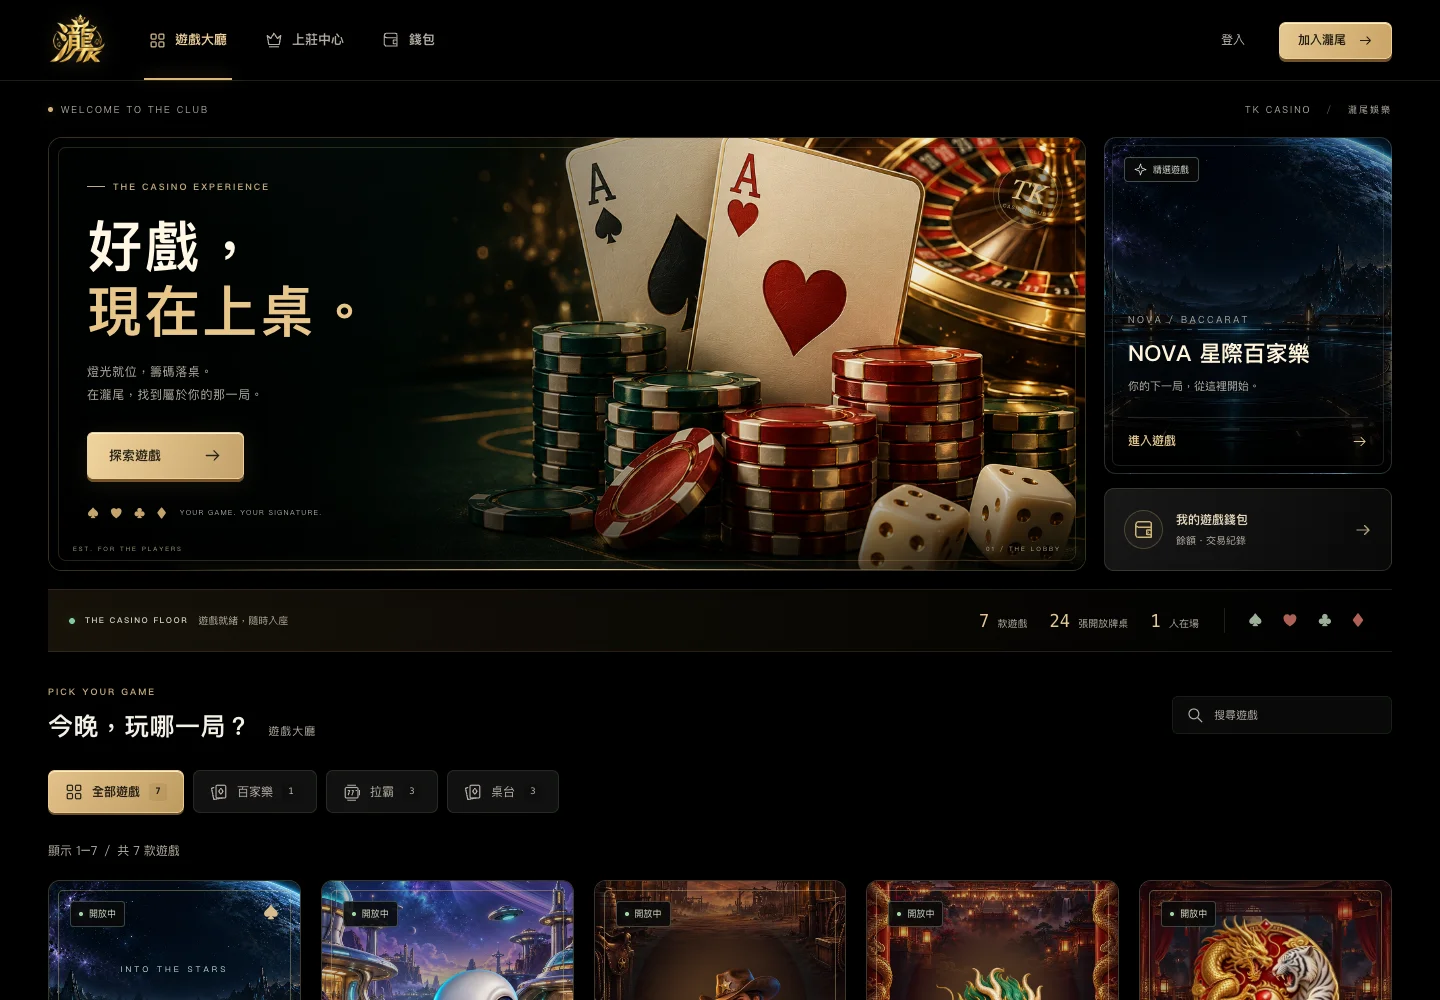 瀧
遊戲大廳
上莊中心
錢包
登入
加入瀧尾
WELCOME TO THE CLUB
TK CASINO / 瀧尾娛樂
THE CASINO EXPERIENCE
好戲，
現在上桌。
燈光就位，籌碼落桌。
在瀧尾，找到屬於你的那一局。
探索遊戲
YOUR GAME. YOUR SIGNATURE.
EST. FOR THE PLAYERS
A
A
TK
01 / THE LOBBY
精選遊戲
NOVA / BACCARAT
NOVA 星際百家樂
你的下一局，從這裡開始。
進入遊戲
我的遊戲錢包
餘額 · 交易紀錄
THE CASINO FLOOR 遊戲就緒，隨時入座
7 款遊戲 24 張開放牌桌 1 人在場
PICK YOUR GAME
今晚，玩哪一局？ 遊戲大廳
搜尋遊戲
全部遊戲 7
百家樂 1
拉霸 3
桌台 3
顯示 1–7 / 共 7 款遊戲
開放中
開放中
開放中
開放中
開放中
INTO THE STARS